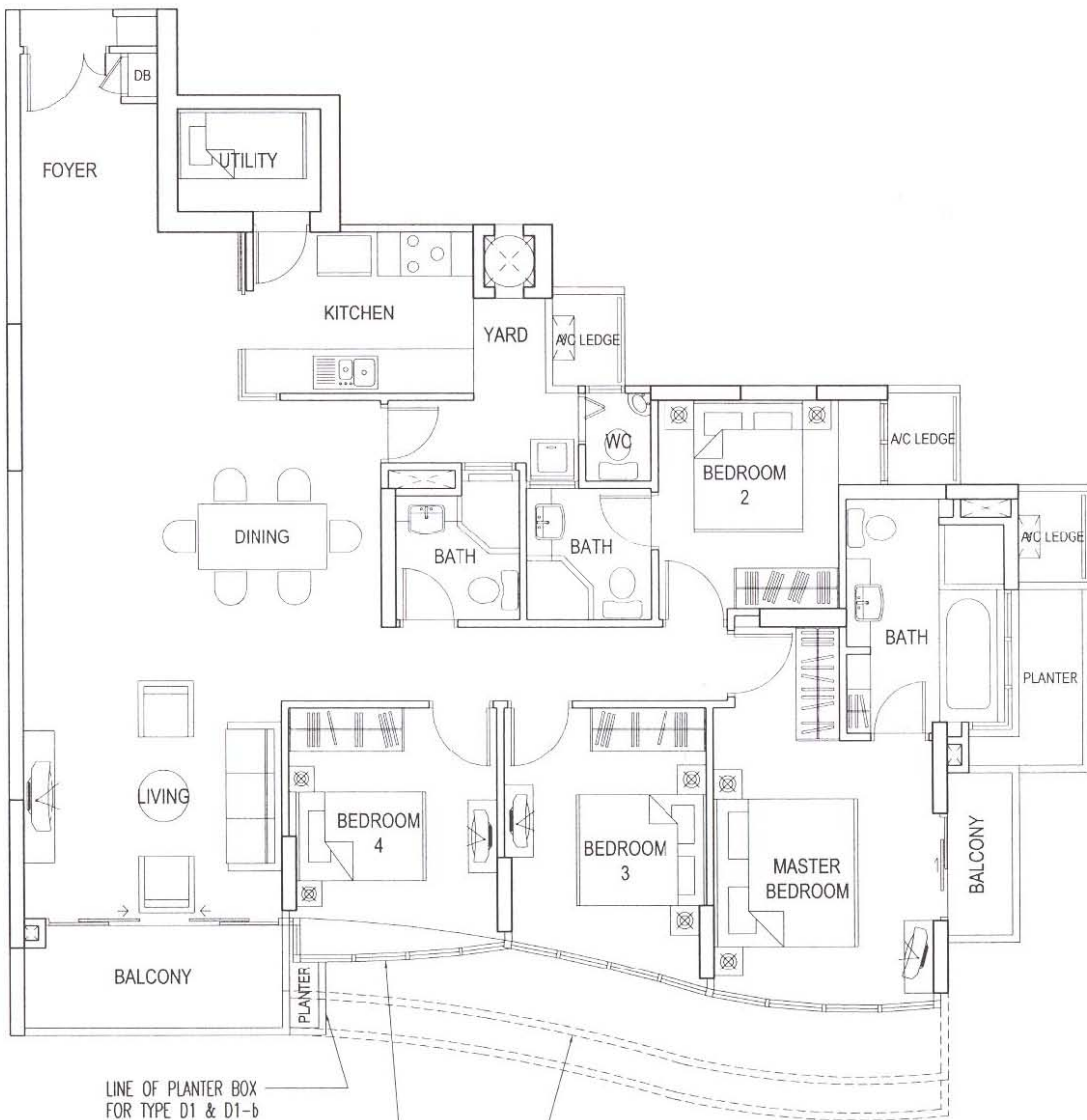 DB
FOYER
UTILITY
KITCHEN
YARD
A/C LEDGE
WC
A/C LEDGE
BEDROOM
2
A/C LEDGE
DINING
BATH
BATH
BATH
PLANTER
LIVING
BEDROOM
4
BEDROOM
3
MASTER
BEDROOM
BALCONY
BALCONY
PLANTER
LINE OF PLANTER BOX
FOR TYPE D1 & D1-b